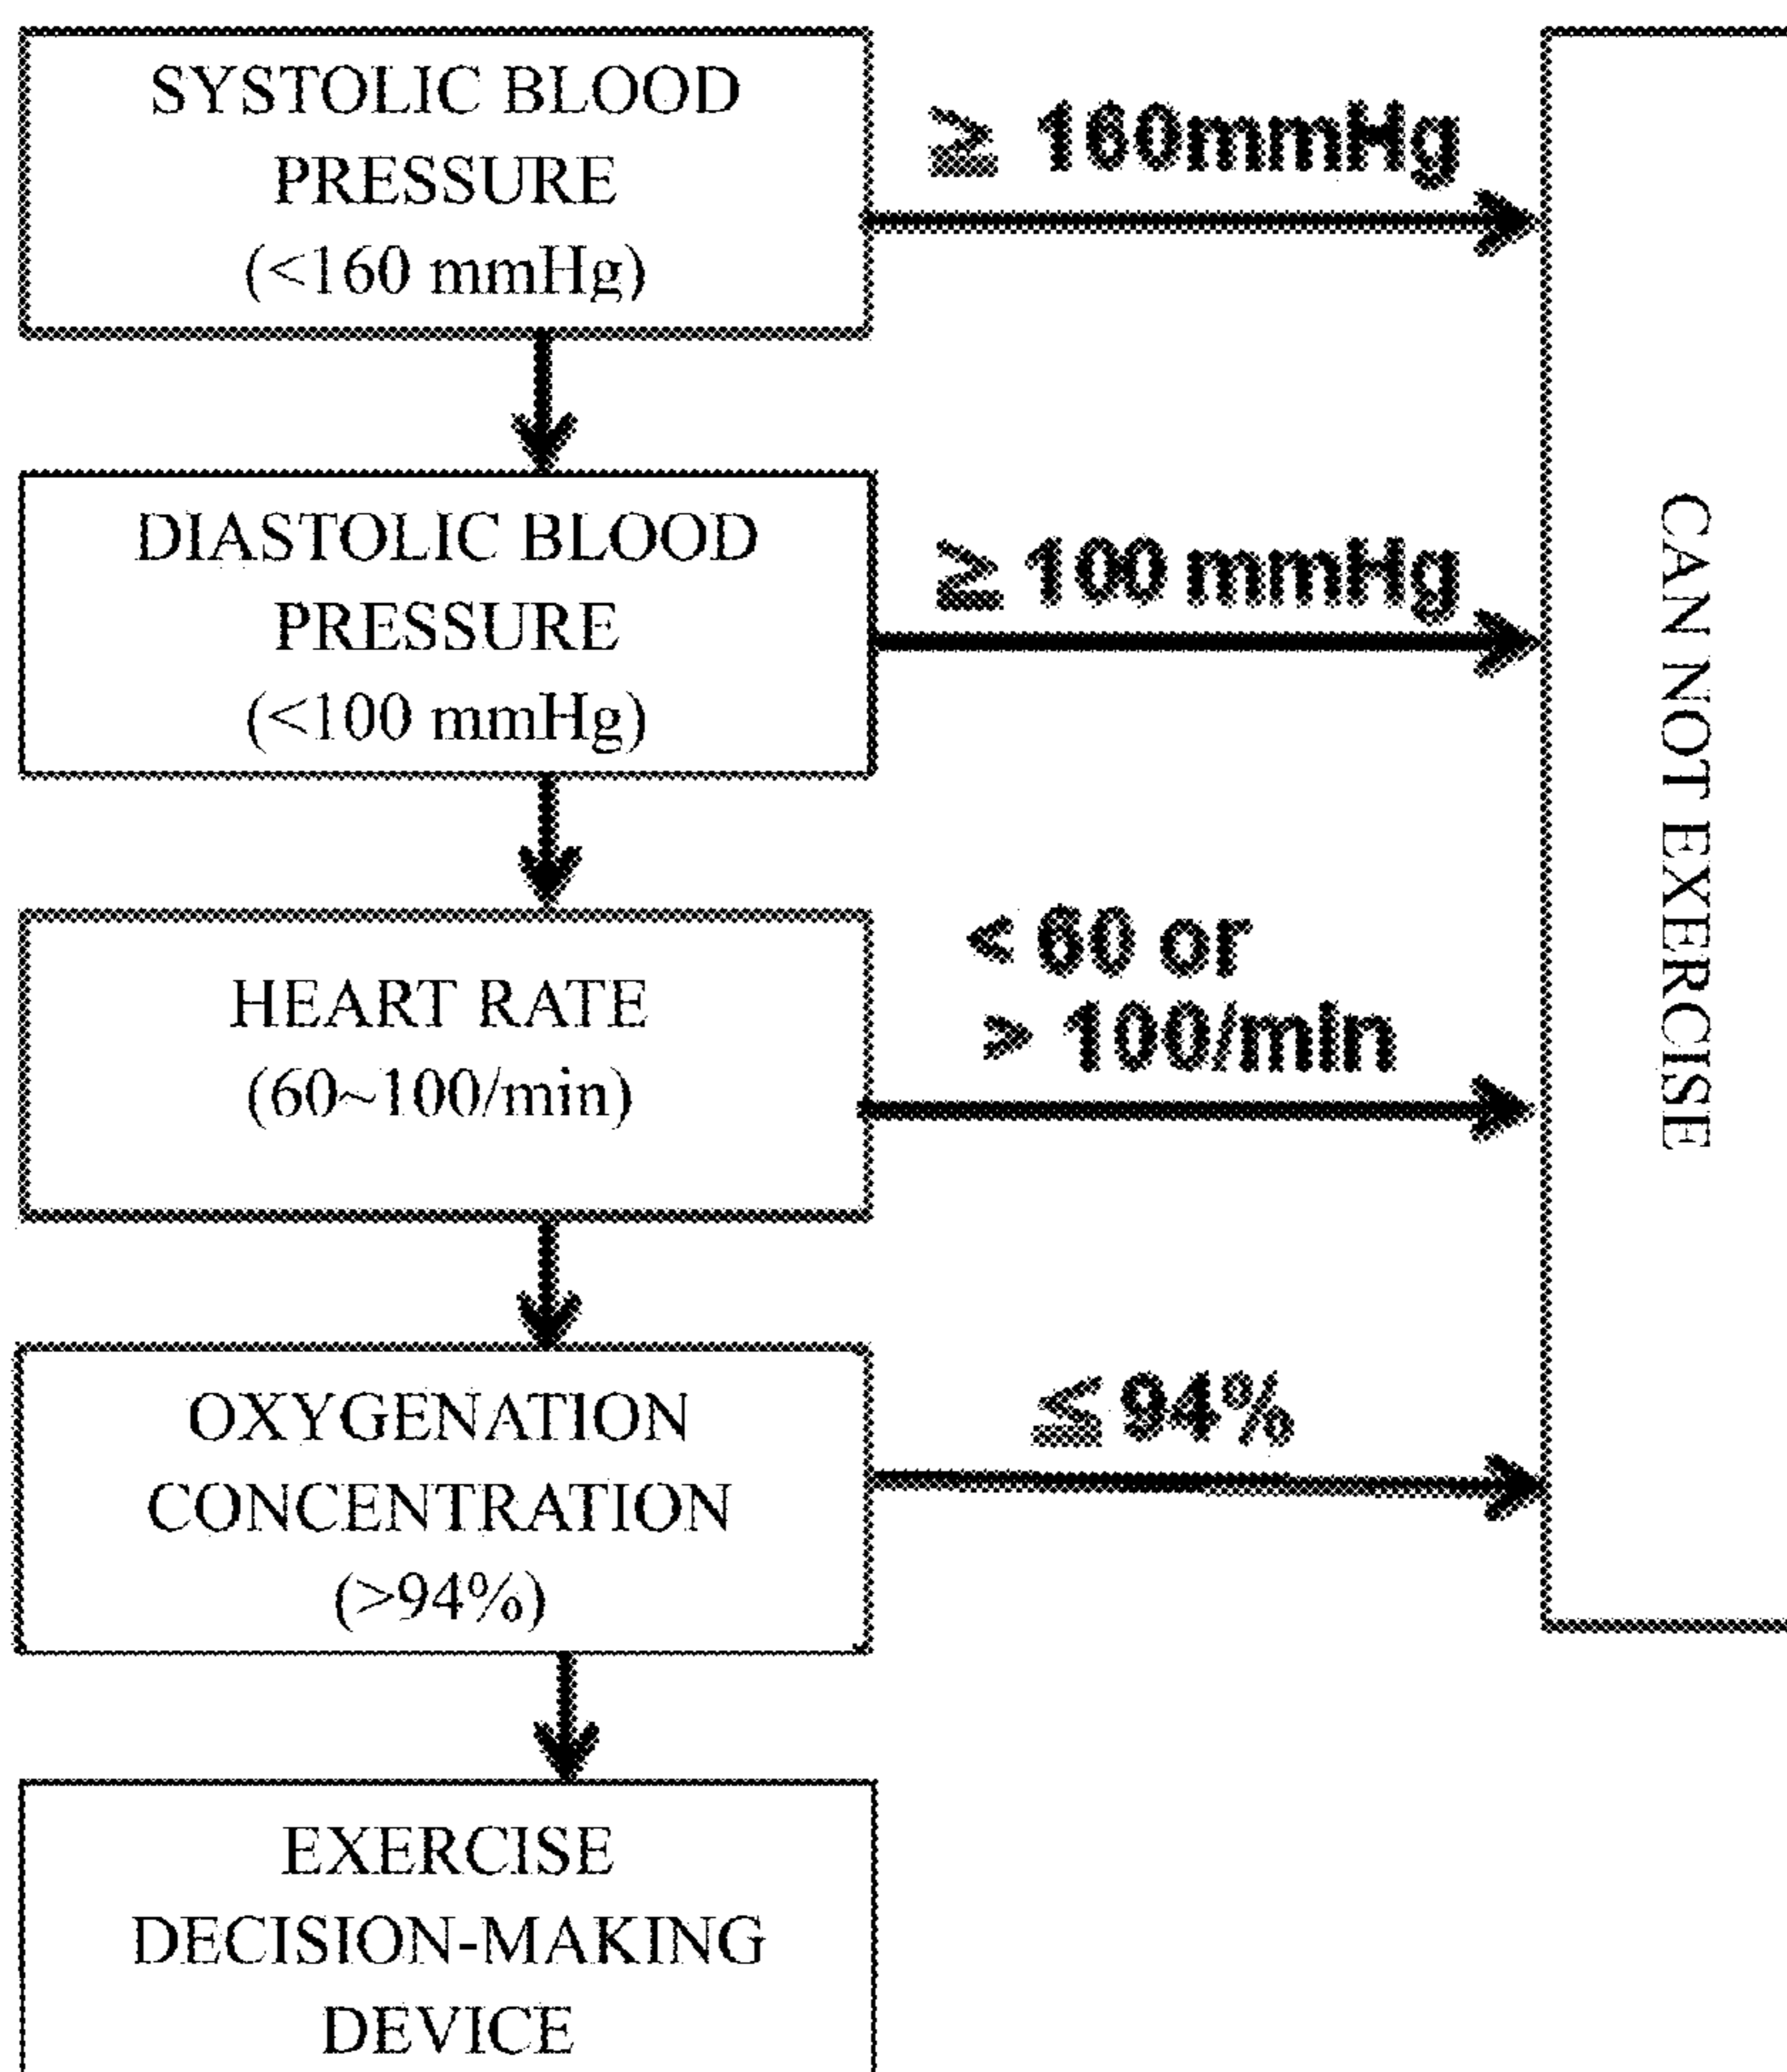 SYSTOLIC BLOOD
PRESSURE
(<160 mmHg)
≧ 160mmHg
DIASTOLIC BLOOD
PRESSURE
(<100 mmHg)
≧ 100 mmHg
HEART RATE
(60~100/min)
< 60 or
> 100/min
OXYGENATION
CONCENTRATION
(>94%)
≦ 94%
EXERCISE
DECISION-MAKING
DEVICE
CAN NOT EXERCISE